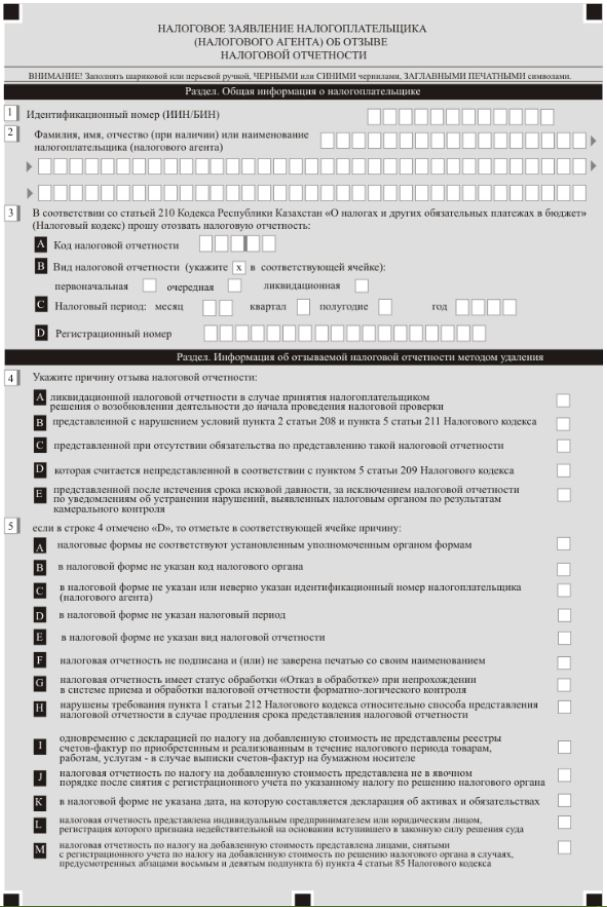 НАЛОГОВОЕ ЗАЯВЛЕНИЕ НАЛОГОПЛАТЕЛЬЩИКА
(НАЛОГОВОГО АГЕНТА) ОБ ОТЗЫВЕ
НАЛОГОВОЙ ОТЧЕТНОСТИ
ВНИМАНИЕ! Заполнять шариковой или перьевой ручкой, ЧЕРНЫМИ или СИНИМИ чернилами, ЗАГЛАВНЫМИ ПЕЧАТНЫМИ символами.
Раздел. Общая информация о налогоплательщике
1 Идентификационный номер (ИИН/БИН)
2 Фамилия, имя, отчество (при наличии) или наименование
налогоплательщика (налогового агента)
3 В соответствии со статьей 210 Кодекса Республики Казахстан «О налогах и других обязательных платежах в бюджет»
(Налоговый кодекс) прошу отозвать налоговую отчетность:
A Код налоговой отчетности
B Вид налоговой отчетности (укажите x в соответствующей ячейке):
первоначальная очередная ликвидационная
C Налоговый период: месяц квартал полугодие год
D Регистрационный номер
Раздел. Информация об отзываемой налоговой отчетности методом удаления
4 Укажите причину отзыва налоговой отчетности:
A ликвидационной налоговой отчетности в случае принятия налогоплательщиком
решения о возобновлении деятельности до начала проведения налоговой проверки
B представленной с нарушением условий пункта 2 статьи 208 и пункта 5 статьи 211 Налогового кодекса
C представленной при отсутствии обязательства по представлению такой налоговой отчетности
D которая считается непредставленной в соответствии с пунктом 5 статьи 209 Налогового кодекса
E представленной после истечения срока исковой давности, за исключением налоговой отчетности
по уведомлениям об устранении нарушений, выявленных налоговым органом по результатам
камерального контроля
5 если в строке 4 отмечено «D», то отметьте в соответствующей ячейке причину:
A налоговые формы не соответствуют установленным уполномоченным органом формам
B в налоговой форме не указан код налогового органа
C в налоговой форме не указан или неверно указан идентификационный номер налогоплательщика
(налогового агента)
D в налоговой форме не указан налоговый период
E в налоговой форме не указан вид налоговой отчетности
F налоговая отчетность не подписана и (или) не заверена печатью со своим наименованием
G налоговая отчетность имеет статус обработки «Отказ в обработке» при непрохождении
в системе приема и обработки налоговой отчетности форматно-логического контроля
H нарушены требования пункта 1 статьи 212 Налогового кодекса относительно способа представления
налоговой отчетности в случае продления срока представления налоговой отчетности
I одновременно с декларацией по налогу на добавленную стоимость не представлены реестры
счетов-фактур по приобретенным и реализованным в течение налогового периода товарам,
работам, услугам - в случае выписки счетов-фактур на бумажном носителе
J налоговая отчетность по налогу на добавленную стоимость представлена не в явочном
порядке после снятия с регистрационного учета по указанному налогу по решению налогового органа
K в налоговой форме не указана дата, на которую составляется декларация об активах и обязательствах
L налоговая отчетность представлена индивидуальным предпринимателем или юридическим лицом,
регистрация которого признана недействительной на основании вступившего в законную силу решения суда
M налоговая отчетность по налогу на добавленную стоимость представлена лицами, снятыми
с регистрационного учета по налогу на добавленную стоимость по решению налогового органа в случаях,
предусмотренных абзацами восьмым и девятым подпункта 6) пункта 4 статьи 85 Налогового кодекса